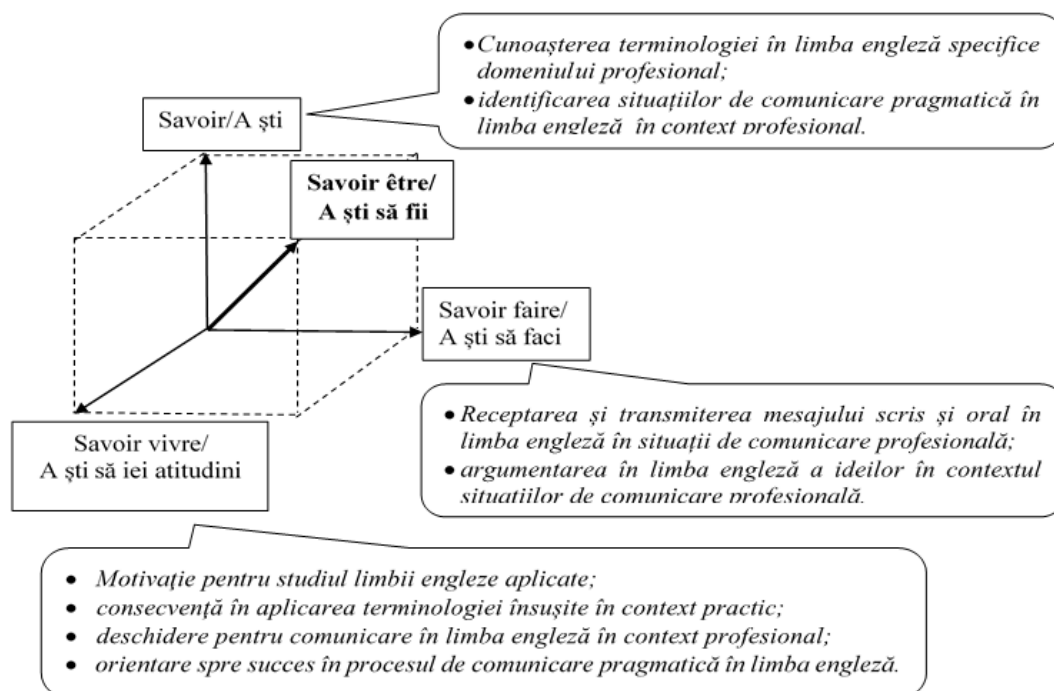 • Cunoașterea terminologiei în limba engleză specifice
domeniului profesional;
• identificarea situațiilor de comunicare pragmatică în
limba engleză în context profesional.
Savoir/A ști
Savoir être/
A ști să fii
Savoir faire/
A ști să faci
• Receptarea și transmiterea mesajului scris și oral în
limba engleză în situații de comunicare profesională;
• argumentarea în limba engleză a ideilor în contextul
situațiilor de comunicare profesională.
Savoir vivre/
A ști să iei atitudini
• Motivaţie pentru studiul limbii engleze aplicate;
• consecvență în aplicarea terminologiei însușite în context practic;
• deschidere pentru comunicare în limba engleză în context profesional;
• orientare spre succes în procesul de comunicare pragmatică în limba engleză.